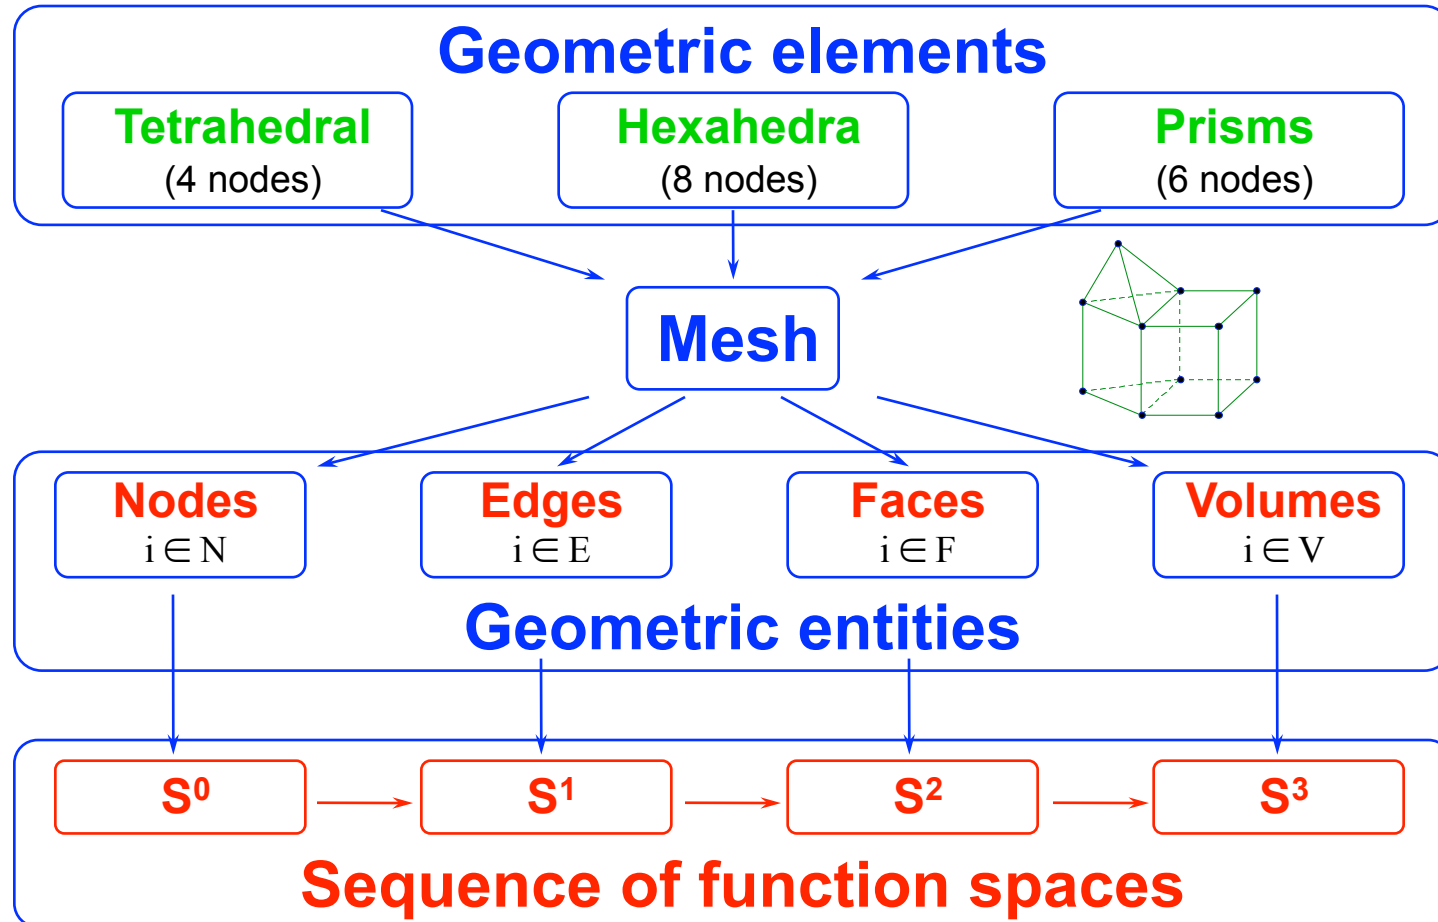 Geometric elements
Tetrahedral
(4 nodes)
Hexahedra
(8 nodes)
Prisms
(6 nodes)
Mesh
Nodes
i ∈ N
Edges
i ∈ E
Faces
i ∈ F
Volumes
i ∈ V
Geometric entities
S⁰
S¹
S²
S³
Sequence of function spaces